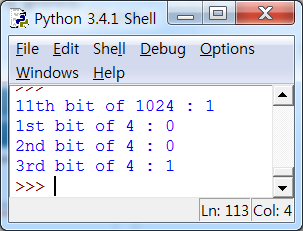 Python 3.4.1 Shell
File Edit Shell Debug Options
Windows Help
>>>
11th bit of 1024 : 1
1st bit of 4 : 0
2nd bit of 4 : 0
3rd bit of 4 : 1
>>>
Ln: 113 Col: 4